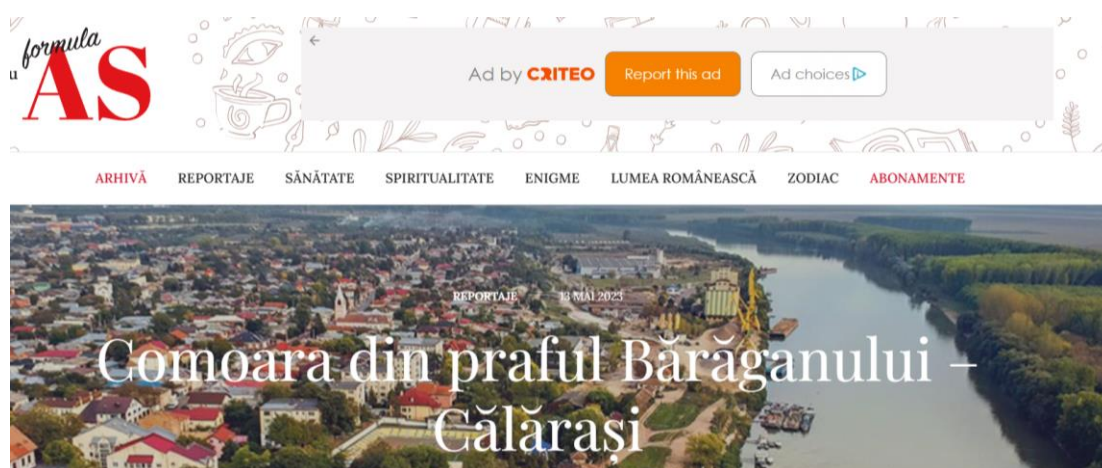 formula
AS
Ad by CRITEO
Report this ad
Ad choices
ARHIVĂ REPORTAJE SĂNĂTATE SPIRITUALITATE ENIGME LUMEA ROMÂNEASCĂ ZODIAC ABONAMENTE
REPORTAJE 13 MAI 2023
Comoara din praful Bărăganului –
Călărași